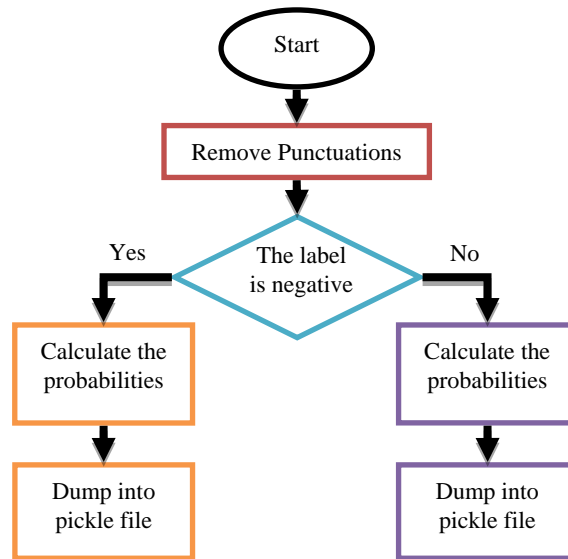 Start
Remove Punctuations
Yes
The label
is negative
No
Calculate the
probabilities
Calculate the
probabilities
Dump into
pickle file
Dump into
pickle file